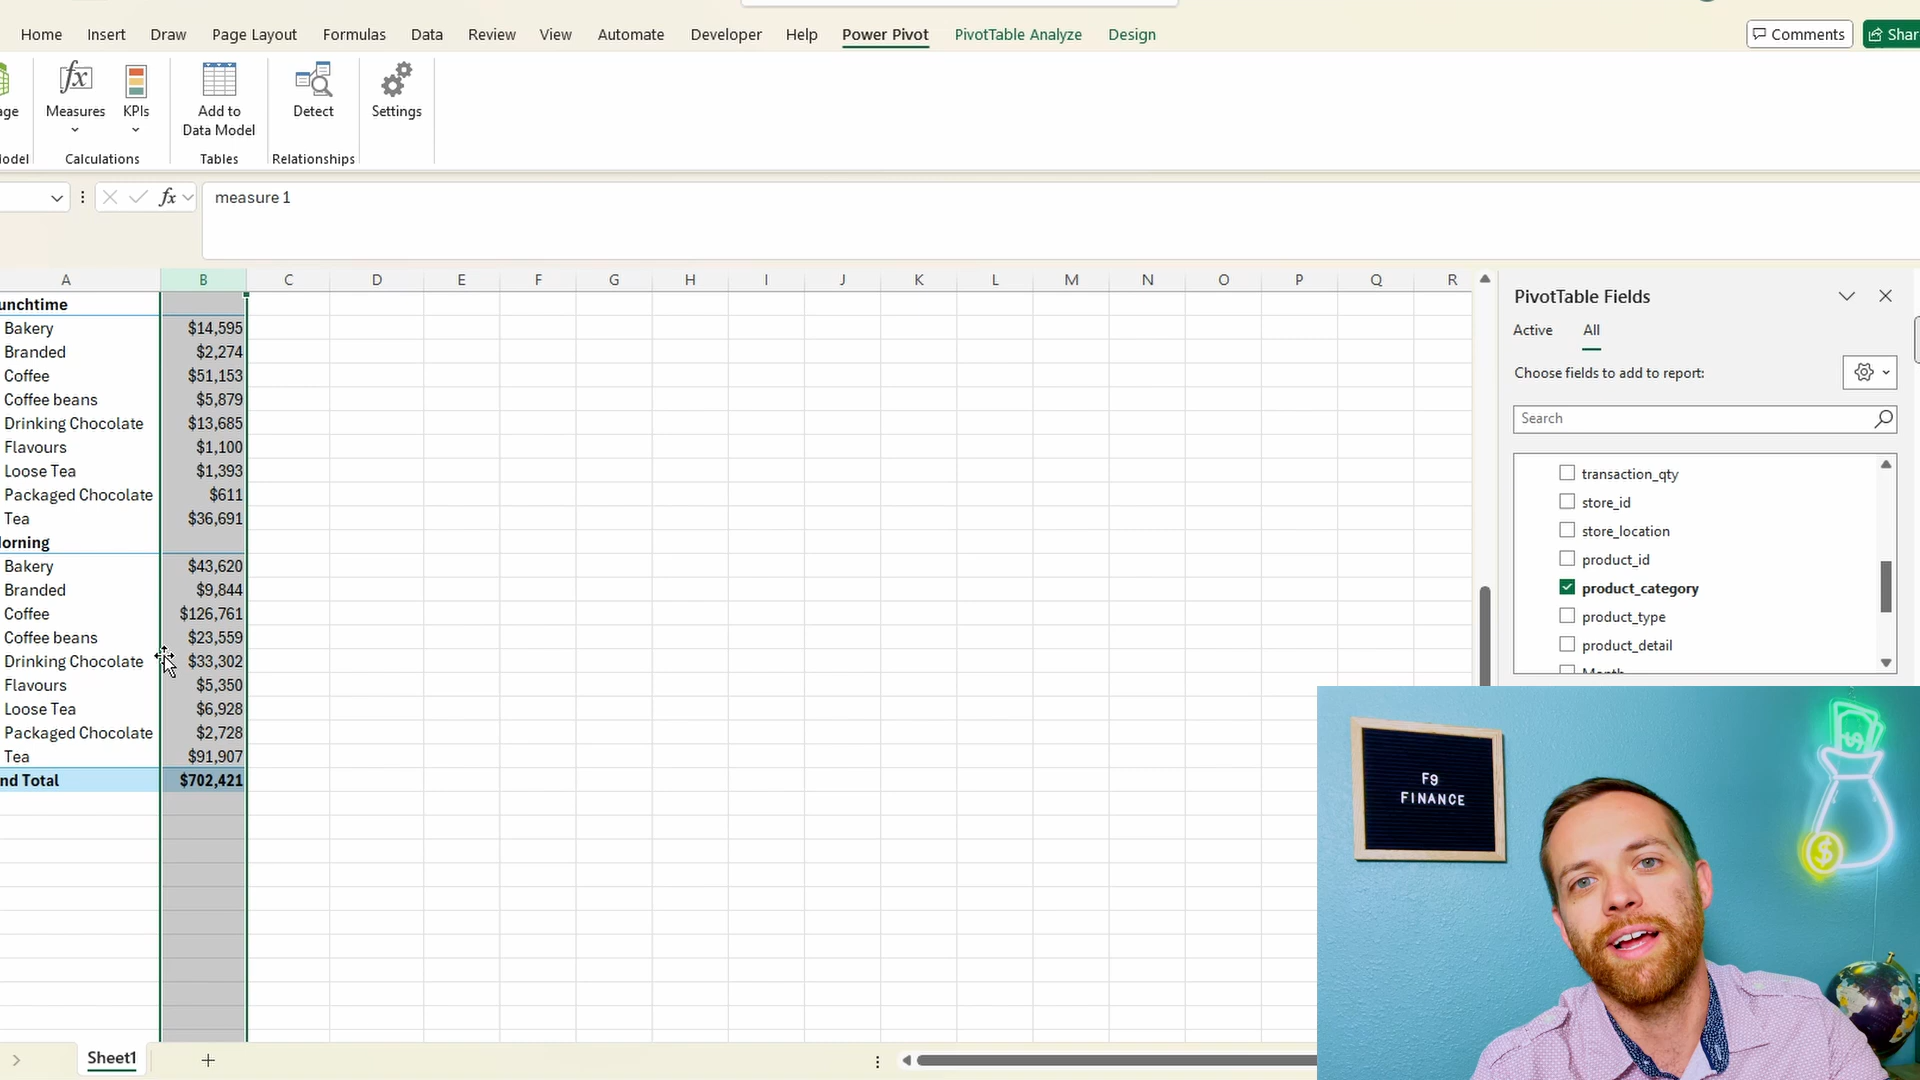 Home Insert Draw Page Layout Formulas Data Review View Automate Developer Help Power Pivot PivotTable Analyze Design Comments Shar
age
Measures
KPIs
Add to
Data Model
Detect
Settings
odel
Calculations
Tables
Relationships
fx
measure 1
A B C D E F G H I J K L M N O P Q R
unchtime
Bakery $14,595
Branded $2,274
Coffee $51,153
Coffee beans $5,879
Drinking Chocolate $13,685
Flavours $1,100
Loose Tea $1,393
Packaged Chocolate $611
Tea $36,691
orning
Bakery $43,620
Branded $9,844
Coffee $126,761
Coffee beans $23,559
Drinking Chocolate $33,302
Flavours $5,350
Loose Tea $6,928
Packaged Chocolate $2,728
Tea $91,907
nd Total $702,421
Sheet1
PivotTable Fields
Active All
Choose fields to add to report:
Search
transaction_qty
store_id
store_location
product_id
product_category
product_type
product_detail
Month
F9
FINANCE
$
$